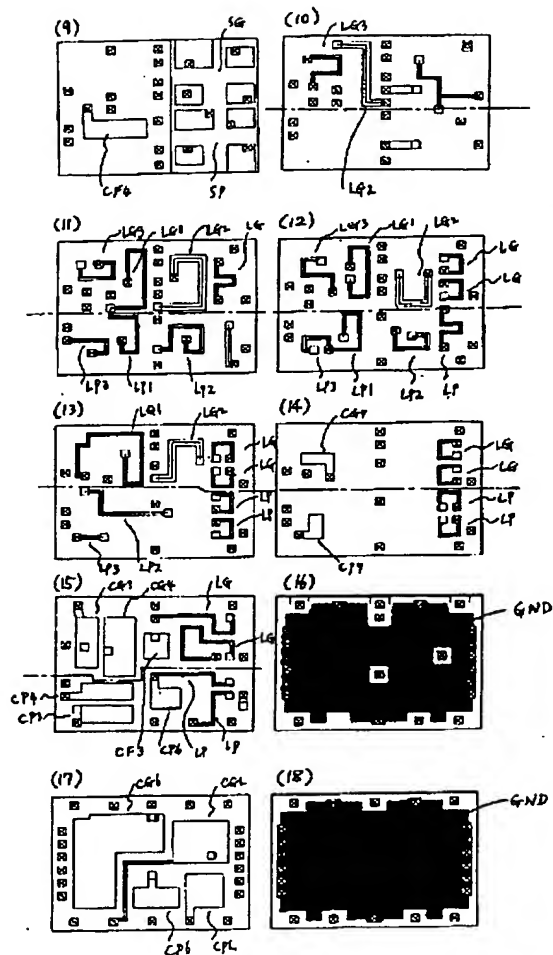 (9)
SG
CF4
SP
(10)
LG3
LG2
(11)
LG3
LG1
LG2
LG
LP3
LP1
LP2
(12)
LG3
LG1
LG2
LG
LG
LP3
LP1
LP2
LP
(13)
LG1
LG2
LG
LG
LP
LP
LP2
LP3
(14)
CG4
LG
LG
LP
LP
CP4
(15)
CG3
CG4
LG
LG
CP4
CP3
CF3
CP6
LP
LP
(16)
GND
(17)
CG6
CP6
(18)
GND